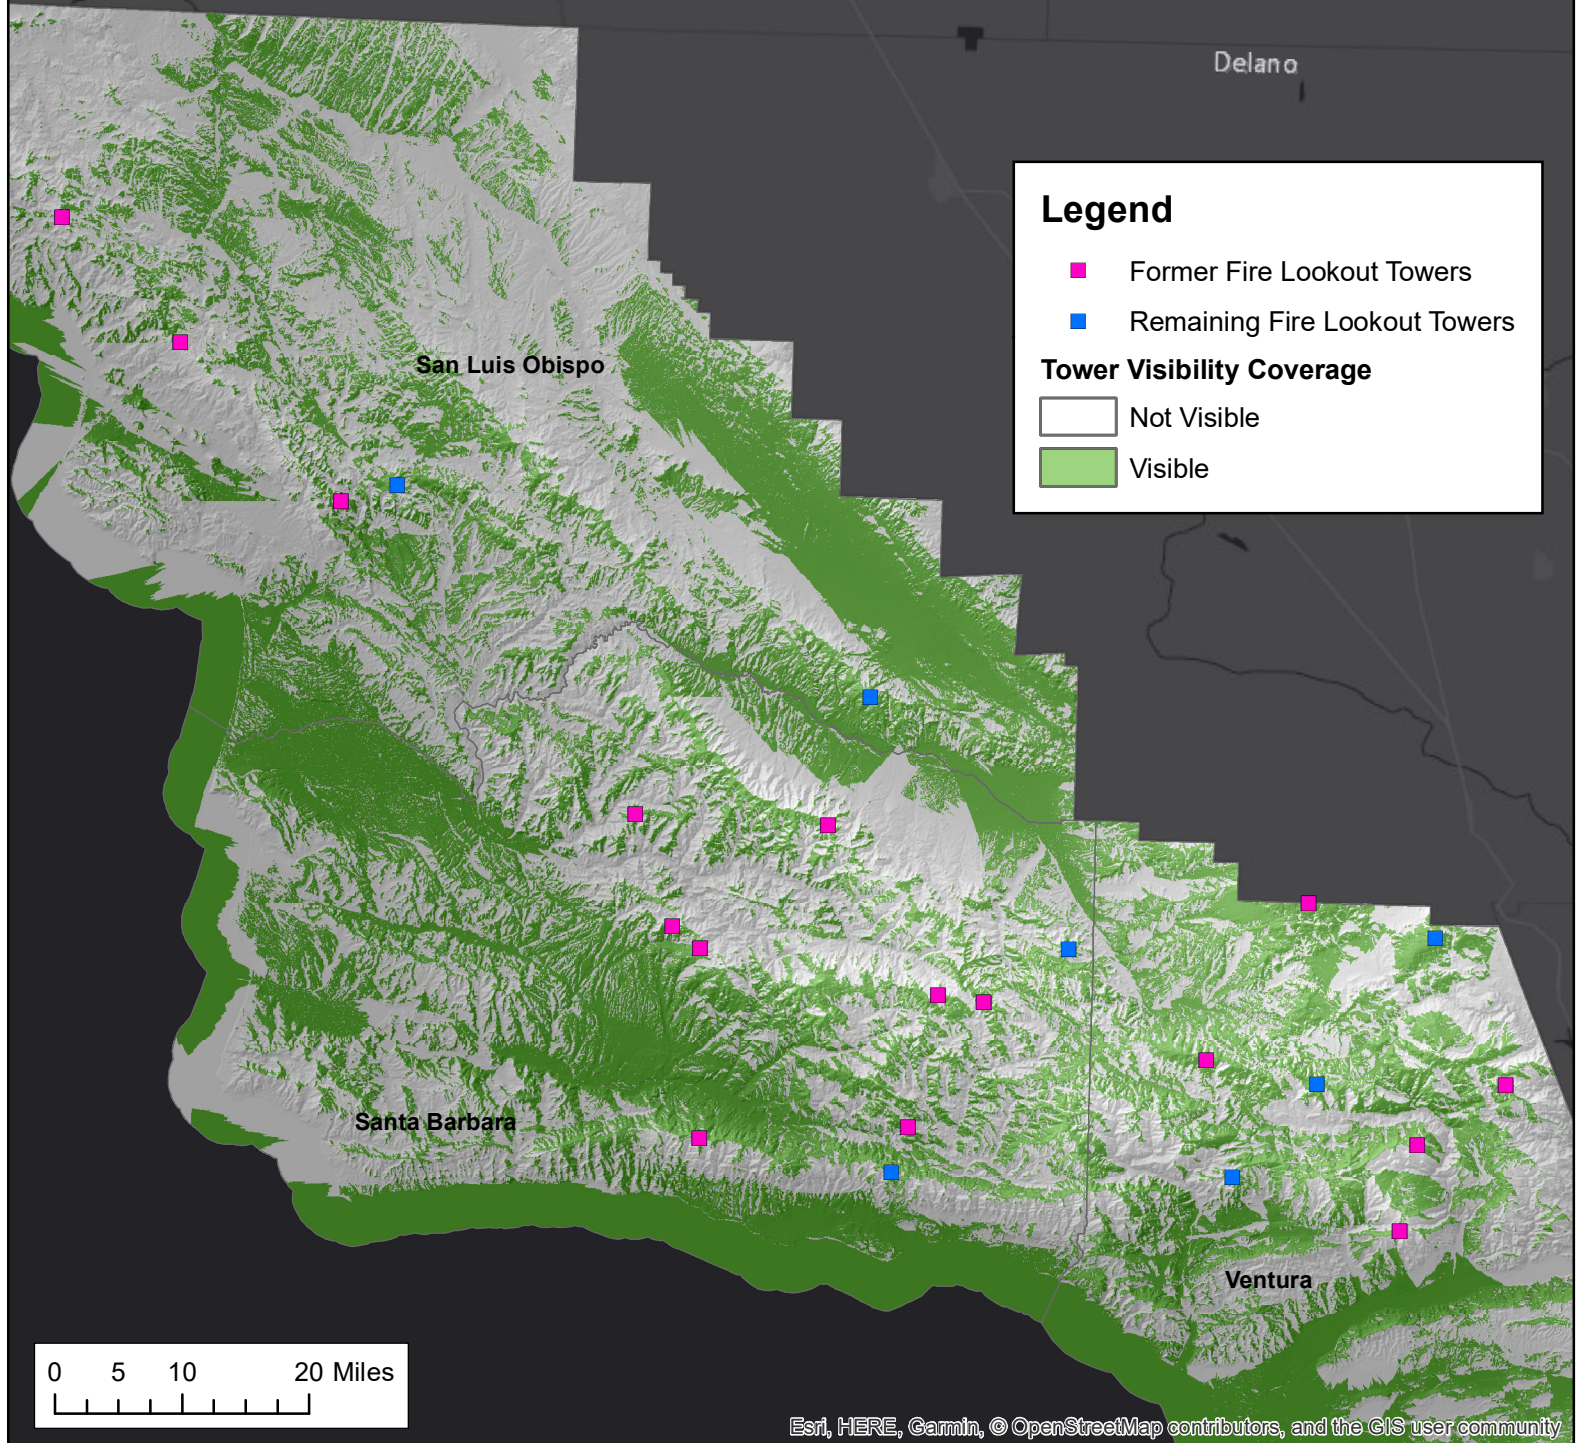 Delano
Legend
Former Fire Lookout Towers
Remaining Fire Lookout Towers
Tower Visibility Coverage
Not Visible
Visible
San Luis Obispo
Santa Barbara
Ventura
0 5 10 20 Miles
Esri, HERE, Garmin, © OpenStreetMap contributors, and the GIS user community